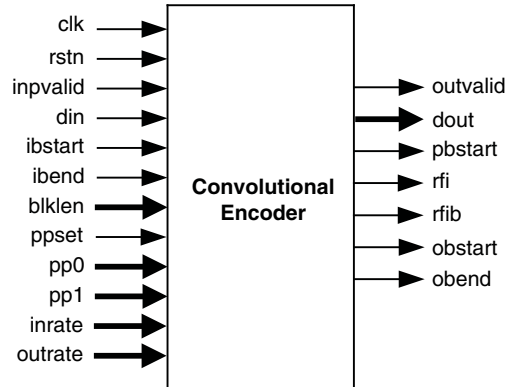 clk
rstn
inpvalid
din
ibstart
ibend
blklen
ppset
pp0
pp1
inrate
outrate
Convolutional
Encoder
outvalid
dout
pbstart
rfi
rfib
obstart
obend